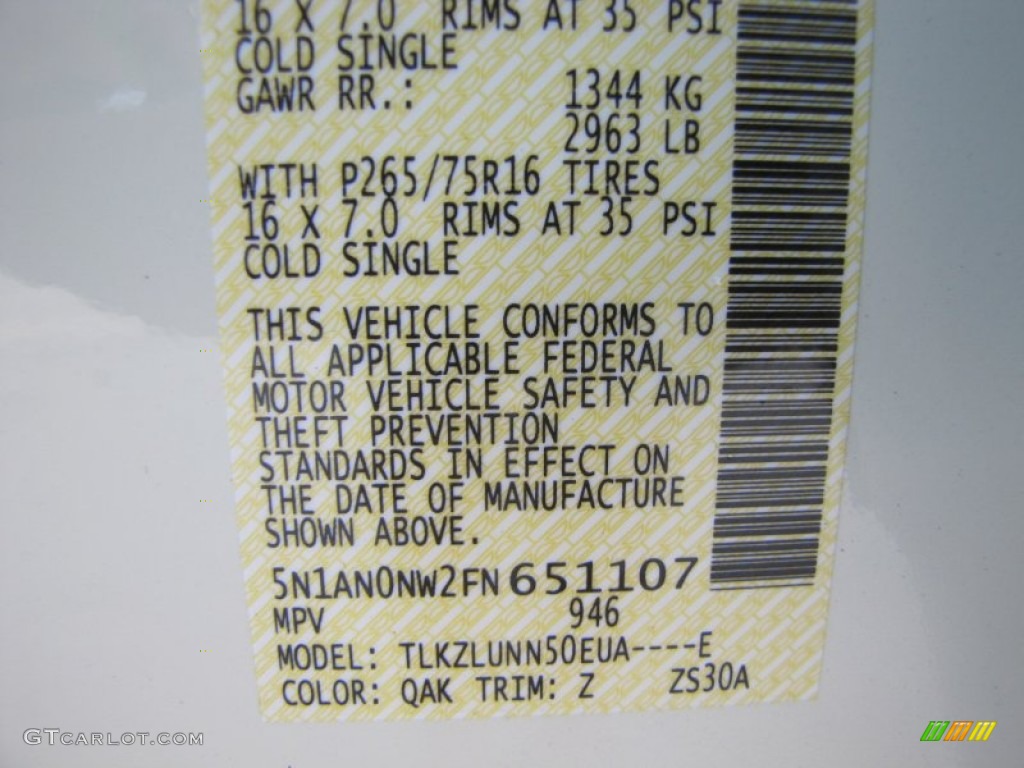 16 X 7.0 RIMS AT 35 PSI
COLD SINGLE
GAWR RR.: 1344 KG
2963 LB
WITH P265/75R16 TIRES
16 X 7.0 RIMS AT 35 PSI
COLD SINGLE
THIS VEHICLE CONFORMS TO
ALL APPLICABLE FEDERAL
MOTOR VEHICLE SAFETY AND
THEFT PREVENTION
STANDARDS IN EFFECT ON
THE DATE OF MANUFACTURE
SHOWN ABOVE.
5N1AN0NW2FN651107
MPV 946
MODEL: TLKZLUNN50EUA----E
COLOR: QAK TRIM: Z ZS30A
GTCARLOT.COM